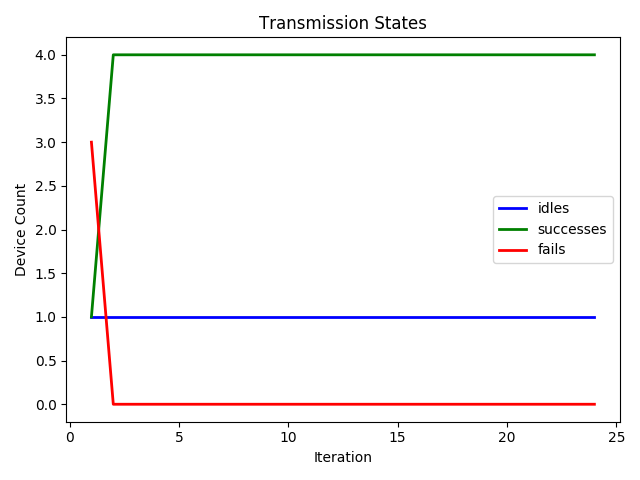 Transmission States
Device Count
4.0
3.5
3.0
2.5
2.0
1.5
1.0
0.5
0.0
idles
successes
fails
0 5 10 15 20 25
Iteration